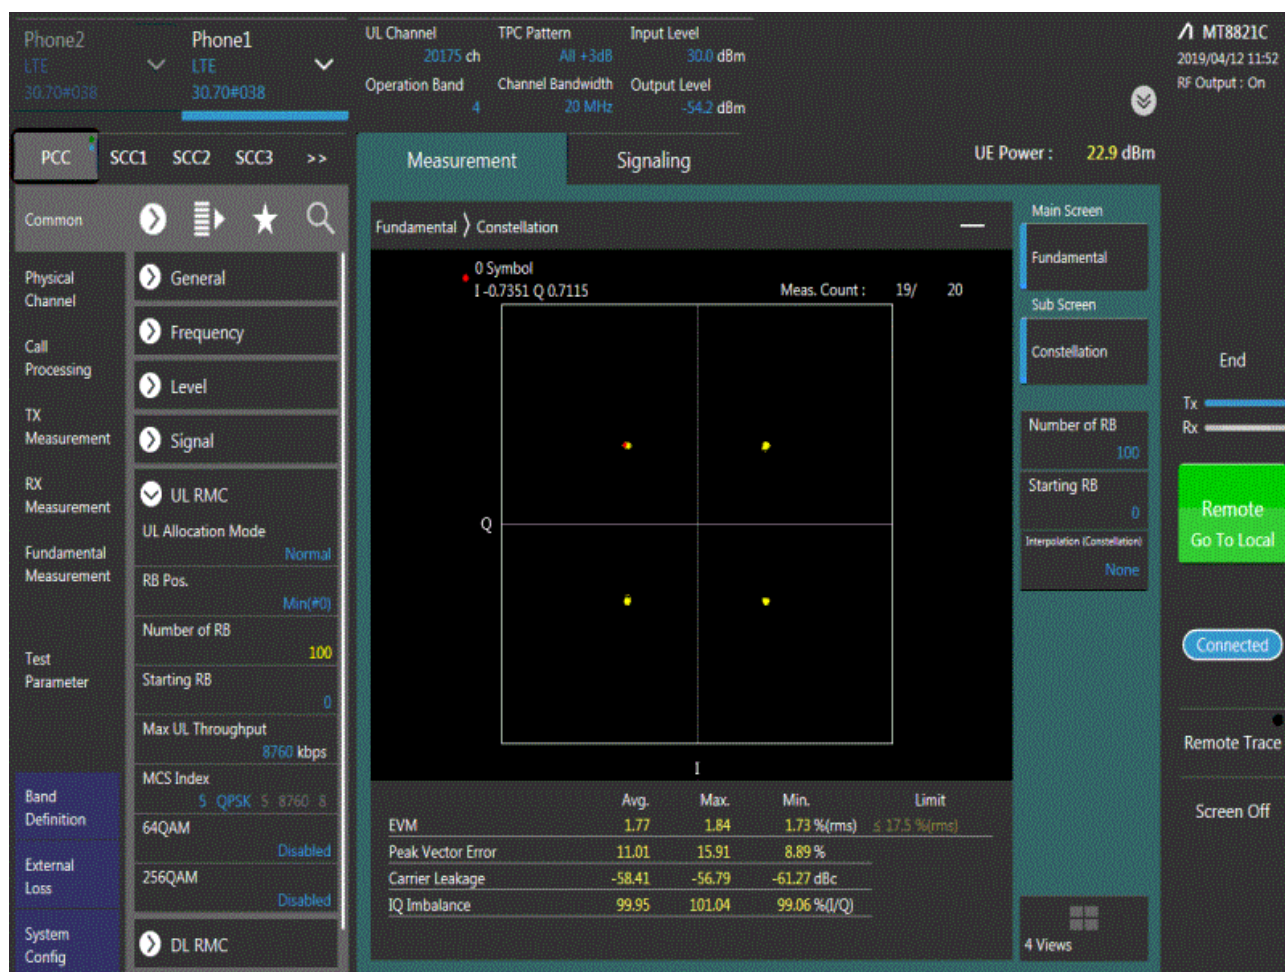 Phone2
LTE
30.70#038
Phone1
LTE
30.70#038
UL Channel
20175 ch
TPC Pattern
All +3dB
Input Level
30.0 dBm
Operation Band
4
Channel Bandwidth
20 MHz
Output Level
-54.2 dBm
MT8821C
2019/04/12 11:52
RF Output : On
PCC SCC1 SCC2 SCC3 >>
Measurement
Signaling
UE Power : 22.9 dBm
Common
Physical
Channel
Call
Processing
TX
Measurement
RX
Measurement
Fundamental
Measurement
Test
Parameter
Band
Definition
External
Loss
System
Config
General
Frequency
Level
Signal
UL RMC
UL Allocation Mode
Normal
RB Pos.
Min(#0)
Number of RB
100
Starting RB
0
Max UL Throughput
8760 kbps
MCS Index
5 QPSK 5 8760 8
64QAM
Disabled
256QAM
Disabled
DL RMC
Fundamental 〉Constellation
0 Symbol
I -0.7351 Q 0.7115
Meas. Count : 19/ 20
Q
I
Avg. Max. Min. Limit
EVM 1.77 1.84 1.73 %(rms) ≤ 17.5 %(rms)
Peak Vector Error 11.01 15.91 8.89 %
Carrier Leakage -58.41 -56.79 -61.27 dBc
IQ Imbalance 99.95 101.04 99.06 %(I/Q)
Main Screen
Fundamental
Sub Screen
Constellation
Number of RB
100
Starting RB
0
Interpolation (Constellation)
None
4 Views
End
Tx
Rx
Remote
Go To Local
Connected
Remote Trace
Screen Off